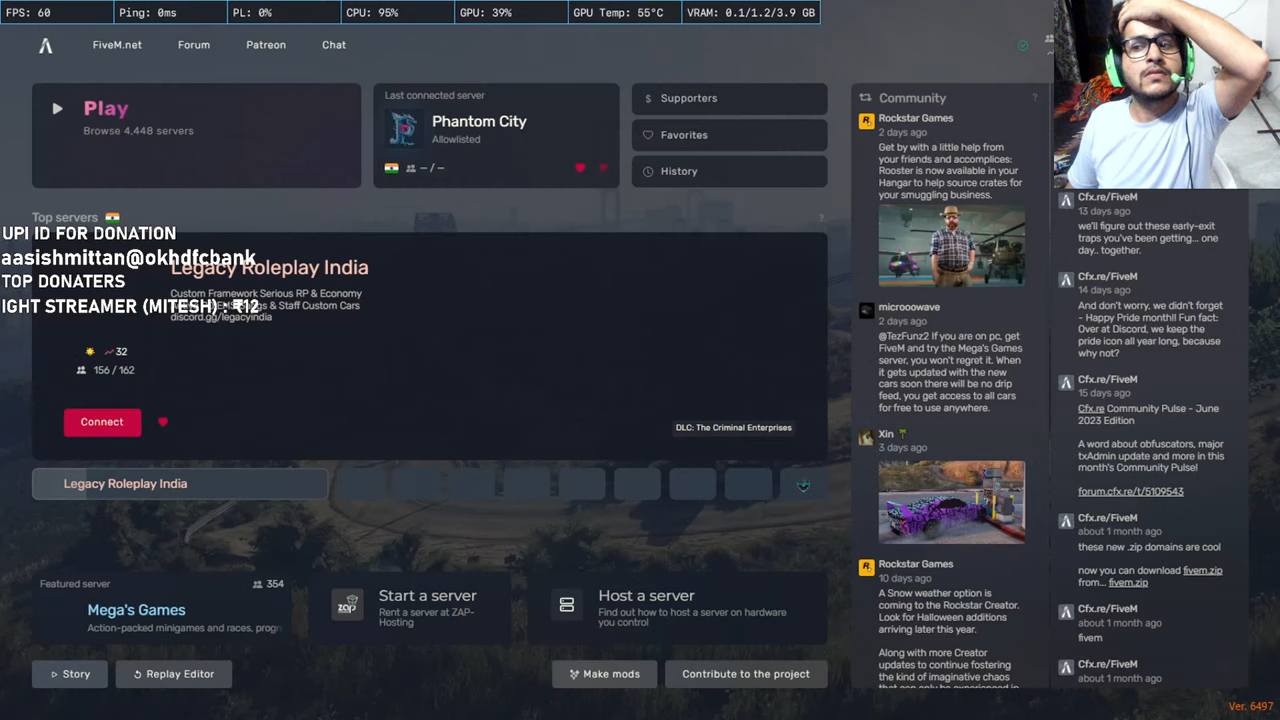 FPS: 60
Ping: 0ms
PL: 0%
CPU: 95%
GPU: 39%
GPU Temp: 55°C
VRAM: 0.1/1.2/3.9 GB
FiveM.net
Forum
Patreon
Chat
Play
Browse 4,448 servers
Last connected server
Phantom City
Allowlisted
– / –
$ Supporters
Favorites
History
Top servers
?
UPI ID FOR DONATION
aasishmittan@okhdfcbank
TOP DONATERS
IGHT STREAMER (MITESH) : ₹12
Legacy Roleplay India
Custom Framework Serious RP & Economy
& Staff Custom Cars
discord.gg/legacyindia
32
156 / 162
Connect
DLC: The Criminal Enterprises
Legacy Roleplay India
Featured server
354
Mega's Games
Action-packed minigames and races, progr
zap
Start a server
Rent a server at ZAP-
Hosting
Host a server
Find out how to host a server on hardware
you control
Story
Replay Editor
Make mods
Contribute to the project
Community
?
Rockstar Games
2 days ago
Get by with a little help from
your friends and accomplices:
Rooster is now available in your
Hangar to help source crates for
your smuggling business.
microoowave
2 days ago
@TezFunz2 If you are on pc, get
FiveM and try the Mega's Games
server, you won't regret it. When
it gets updated with the new
cars soon there will be no drip
feed, you get access to all cars
for free to use anywhere.
Xin
3 days ago
Rockstar Games
10 days ago
A Snow weather option is
coming to the Rockstar Creator.
Look for Halloween additions
arriving later this year.
Along with more Creator
updates to continue fostering
the kind of imaginative chaos
that can only be experienced in
Cfx.re/FiveM
13 days ago
we'll figure out these early-exit
traps you've been getting... one
day.. together.
Cfx.re/FiveM
14 days ago
And don't worry, we didn't forget
- Happy Pride month!! Fun fact:
Over at Discord, we keep the
pride icon all year long, because
why not?
Cfx.re/FiveM
15 days ago
Cfx.re Community Pulse - June
2023 Edition
A word about obfuscators, major
txAdmin update and more in this
month's Community Pulse!
forum.cfx.re/t/5109543
Cfx.re/FiveM
about 1 month ago
these new .zip domains are cool
now you can download fivem.zip
from... fivem.zip
Cfx.re/FiveM
about 1 month ago
fivem
Cfx.re/FiveM
about 1 month ago
Ver. 6497